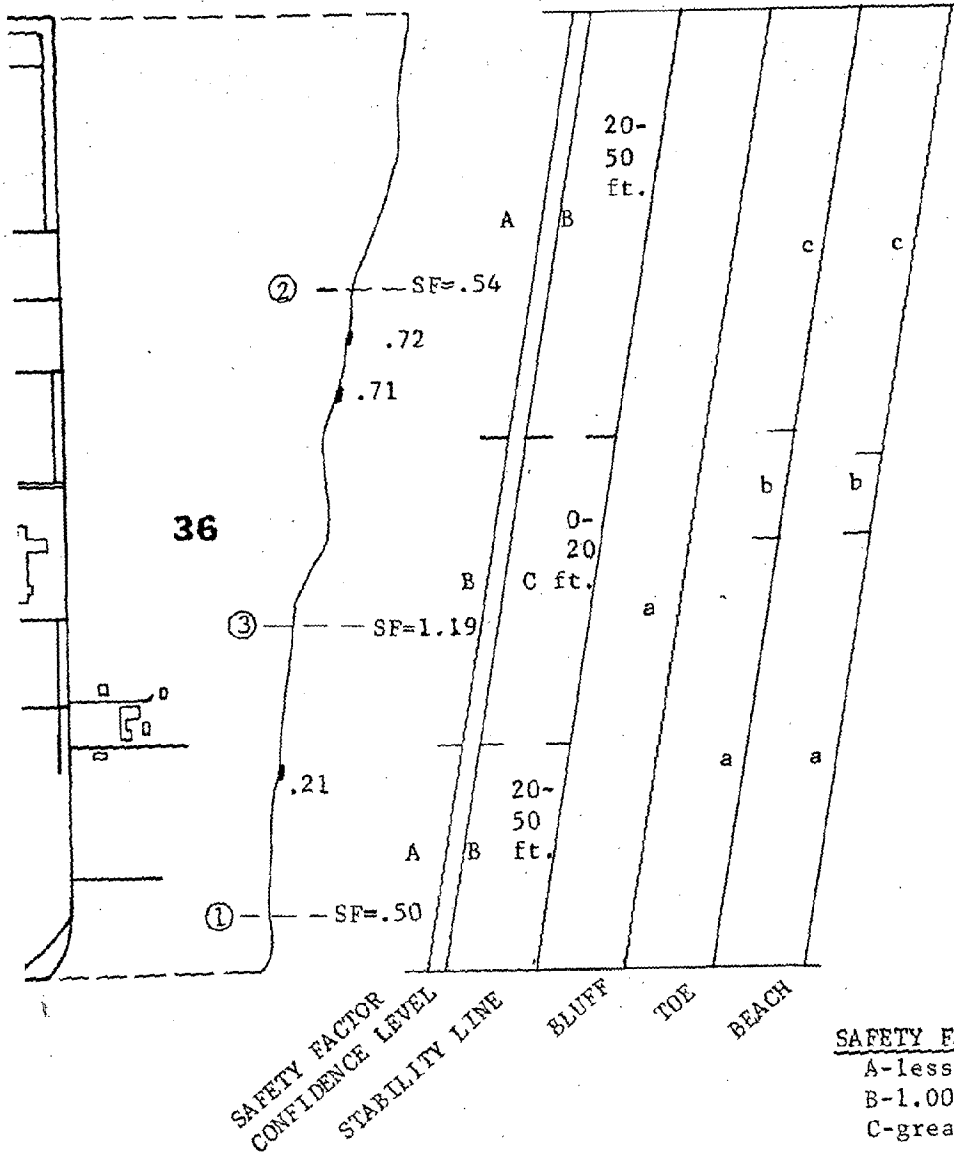 20-
50
ft.
A B
c c
② SF=.54
.72
.71
b b
36
0-
20
B C ft.
a
③ SF=1.19
a a
.21
20-
50
A B ft.
① SF=.50
SAFETY FACTOR
CONFIDENCE LEVEL
STABILITY LINE
BLUFF
TOE
BEACH
A-less
B-1.00
C-grea